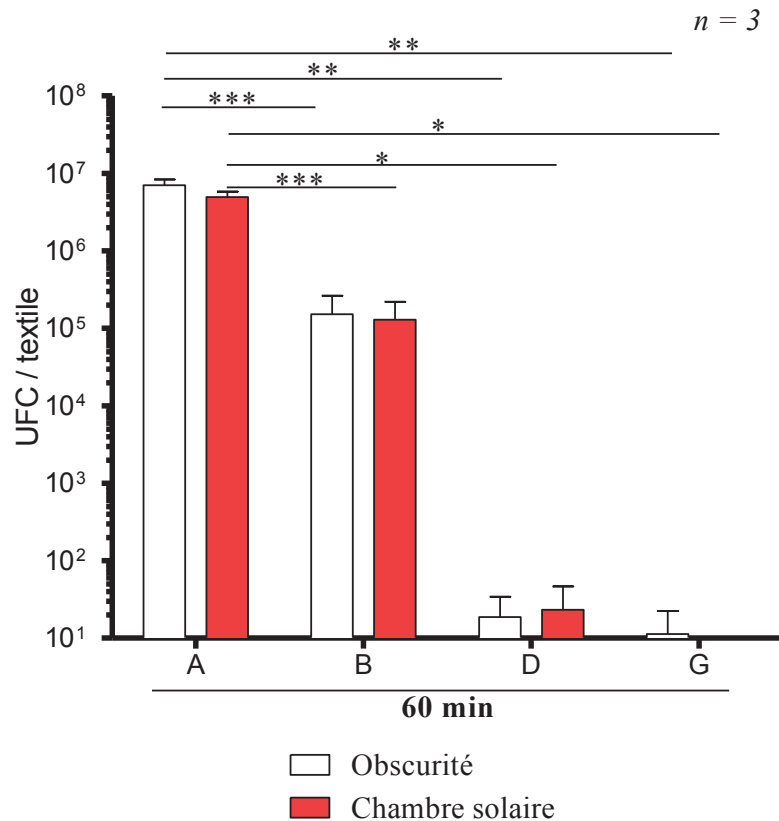 n = 3
**
**
***
*
*
***
10⁸
10⁷
10⁶
10⁵
10⁴
10³
10²
10¹
UFC / textile
A B D G
60 min
Obscurité
Chambre solaire